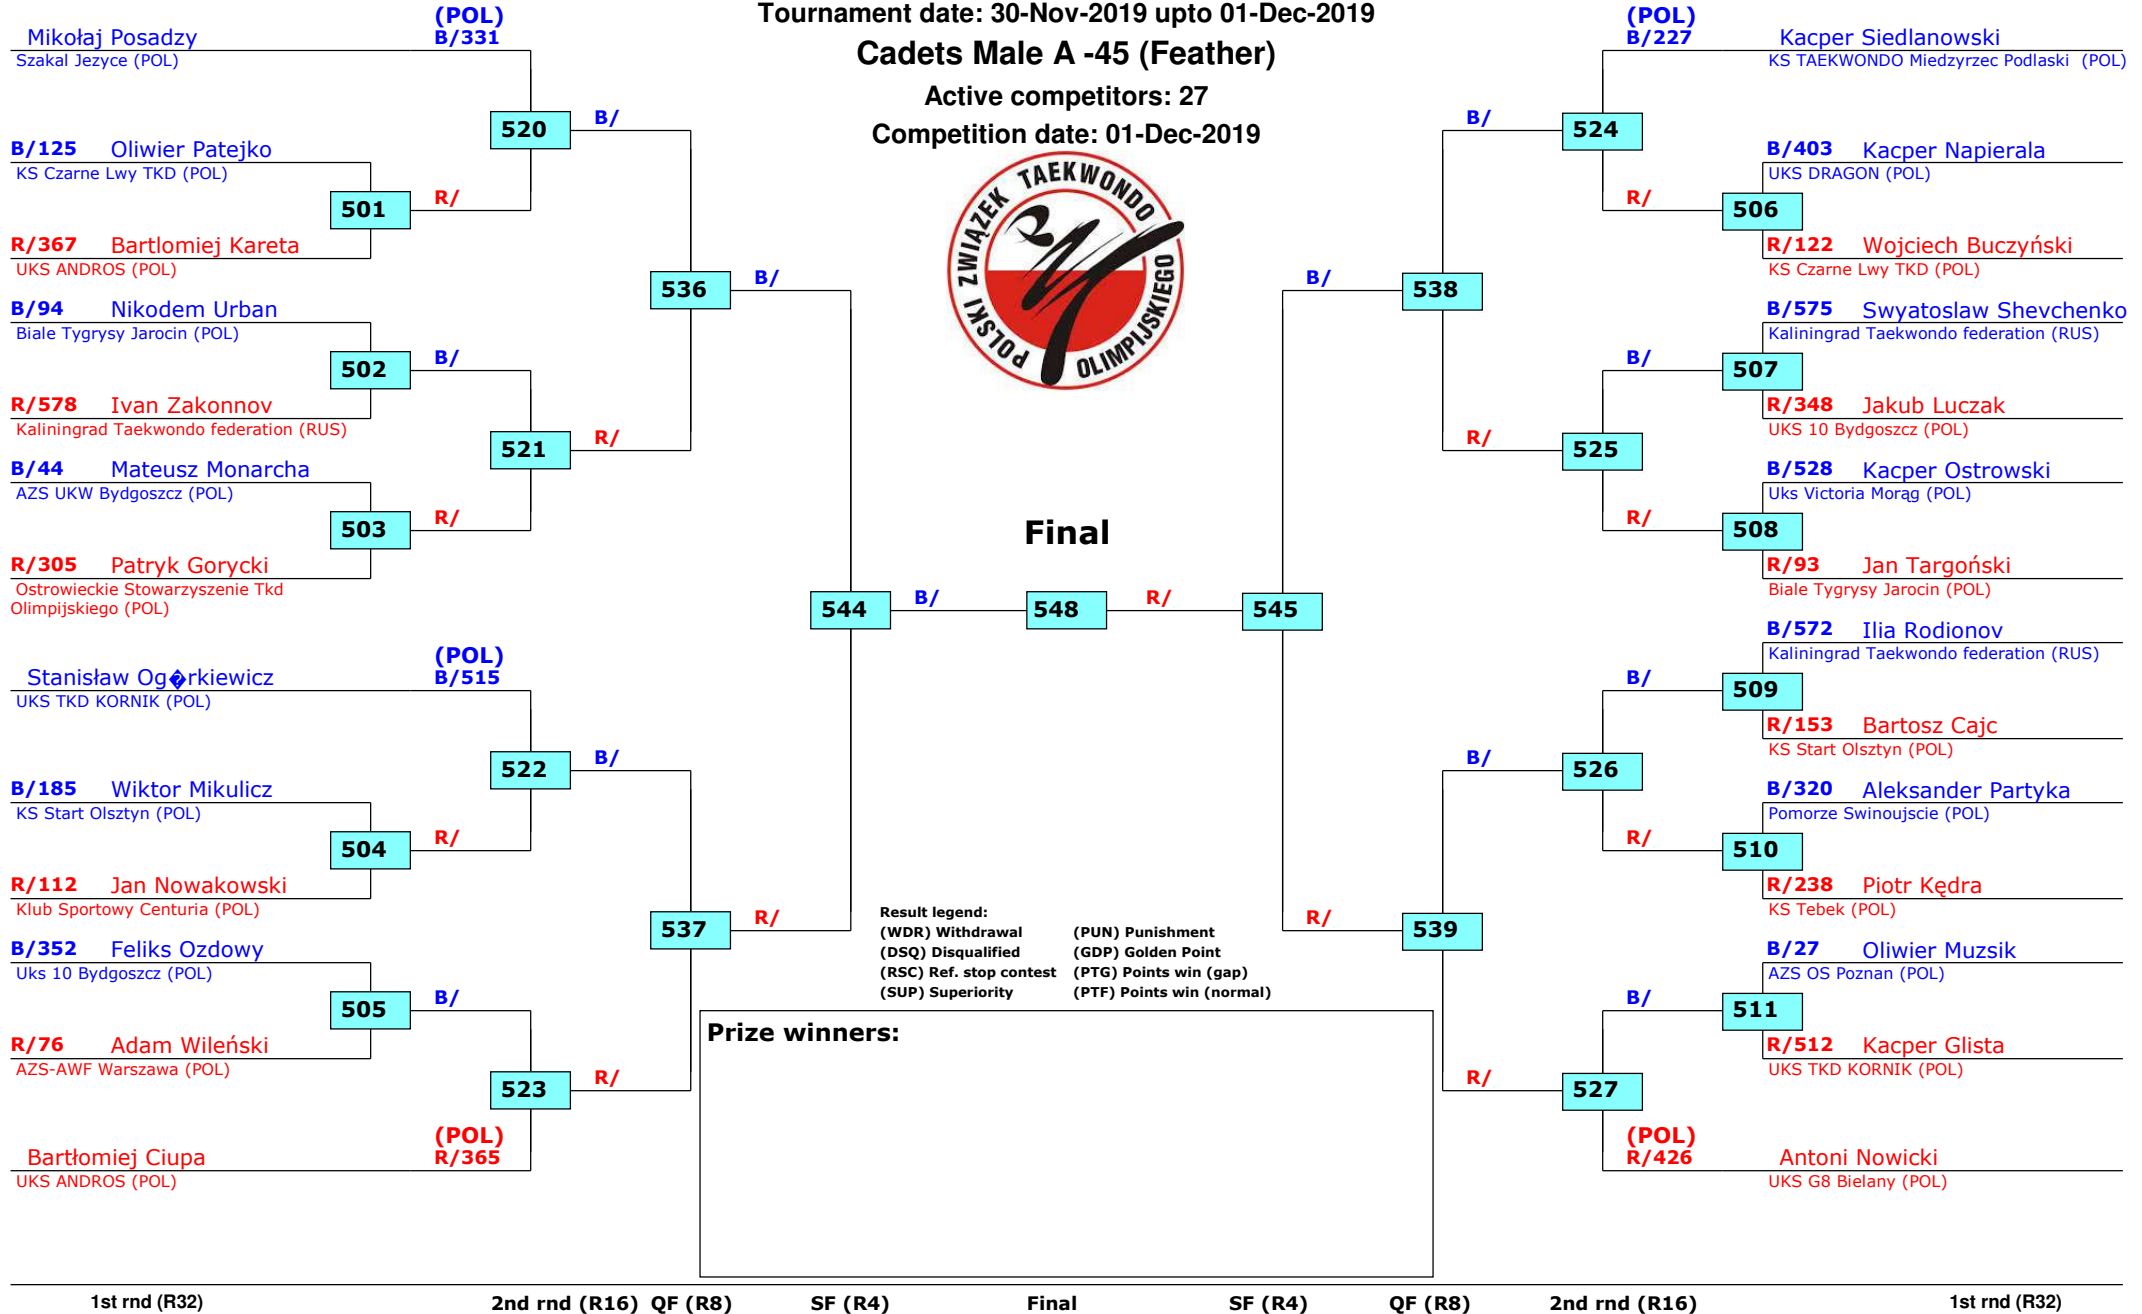 Tournament date: 30-Nov-2019 upto 01-Dec-2019
Cadets Male A -45 (Feather)
Active competitors: 27
Competition date: 01-Dec-2019
POLSKI ZWIĄZEK TAEKWONDO OLIMPIJSKIEGO
(POL)
Mikołaj Posadzy B/331
Szakal Jezyce (POL)
520 B/
B/125 Oliwier Patejko
KS Czarne Lwy TKD (POL)
501 R/
R/367 Bartlomiej Kareta
UKS ANDROS (POL)
536 B/
B/94 Nikodem Urban
Biale Tygrysy Jarocin (POL)
502 B/
R/578 Ivan Zakonnov
Kaliningrad Taekwondo federation (RUS)
521 R/
B/44 Mateusz Monarcha
AZS UKW Bydgoszcz (POL)
503 R/
R/305 Patryk Gorycki
Ostrowieckie Stowarzyszenie Tkd
Olimpijskiego (POL)
544 B/
(POL)
Stanisław Og�rkiewicz B/515
UKS TKD KORNIK (POL)
522 B/
B/185 Wiktor Mikulicz
KS Start Olsztyn (POL)
504 R/
R/112 Jan Nowakowski
Klub Sportowy Centuria (POL)
537 R/
B/352 Feliks Ozdowy
Uks 10 Bydgoszcz (POL)
505 B/
R/76 Adam Wileński
AZS-AWF Warszawa (POL)
523 R/
(POL)
Bartłomiej Ciupa R/365
UKS ANDROS (POL)
Final
548
(POL)
B/227 Kacper Siedlanowski
KS TAEKWONDO Miedzyrzec Podlaski (POL)
B/ 524
B/403 Kacper Napierala
UKS DRAGON (POL)
R/ 506
R/122 Wojciech Buczyński
KS Czarne Lwy TKD (POL)
B/ 538
B/575 Swyatoslaw Shevchenko
Kaliningrad Taekwondo federation (RUS)
B/ 507
R/348 Jakub Luczak
UKS 10 Bydgoszcz (POL)
R/ 525
B/528 Kacper Ostrowski
Uks Victoria Morąg (POL)
R/ 508
R/93 Jan Targoński
Biale Tygrysy Jarocin (POL)
R/ 545
B/572 Ilia Rodionov
Kaliningrad Taekwondo federation (RUS)
B/ 509
R/153 Bartosz Cajc
KS Start Olsztyn (POL)
B/ 526
B/320 Aleksander Partyka
Pomorze Swinoujscie (POL)
R/ 510
R/238 Piotr Kędra
KS Tebek (POL)
R/ 539
B/27 Oliwier Muzsik
AZS OS Poznan (POL)
B/ 511
R/512 Kacper Glista
UKS TKD KORNIK (POL)
R/ 527
(POL)
R/426 Antoni Nowicki
UKS G8 Bielany (POL)
Result legend:
(WDR) Withdrawal (PUN) Punishment
(DSQ) Disqualified (GDP) Golden Point
(RSC) Ref. stop contest (PTG) Points win (gap)
(SUP) Superiority (PTF) Points win (normal)
Prize winners:
1st rnd (R32) 2nd rnd (R16) QF (R8) SF (R4) Final SF (R4) QF (R8) 2nd rnd (R16) 1st rnd (R32)